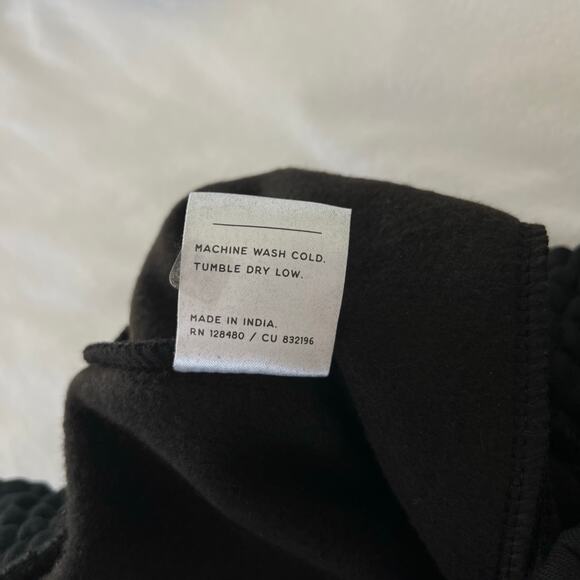 MACHINE WASH COLD.
TUMBLE DRY LOW.
MADE IN INDIA.
RN 128480 / CU 832196